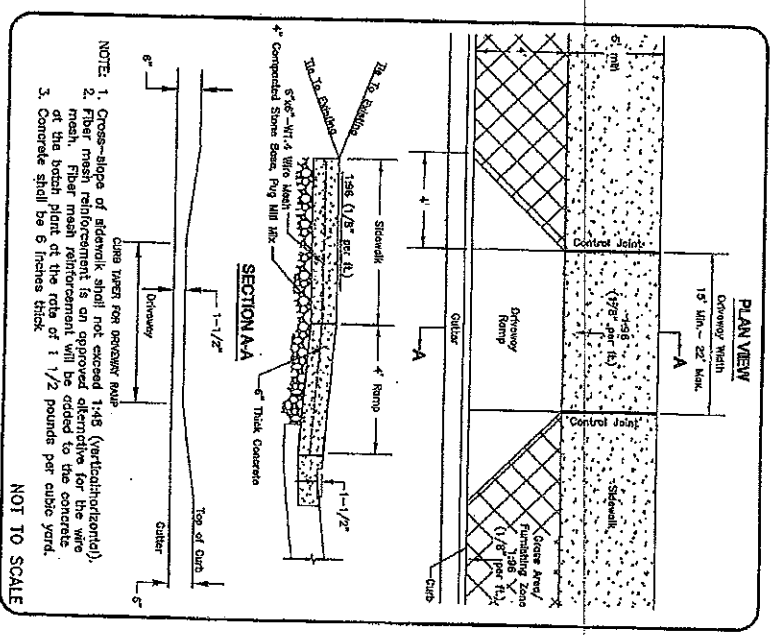 PLAN VIEW
Driveway Width
15' Min.- 22' Max.
A
5' min
1:96
(1/8" per ft.)
Control Joint
Control Joint
Sidewalk
4'
4'
Driveway
Ramp
Grass Area/
Furnishing Zone
1:96
(1/8" per ft.)
A
Gutter
Curb
Tie To Existing
Tie To Existing
Sidewalk
4' Ramp
1:96 (1/8" per ft.)
1-1/2"
6"x6"-W1.4 Wire Mesh
4" Compacted Stone Base, Pug Mill Mix
6" Thick Concrete
SECTION A-A
6"
Driveway
1-1/2"
Top of Curb
Gutter
6"
CURB TAPER FOR DRIVEWAY RAMP
NOTE: 1. Cross-slope of sidewalk shall not exceed 1:48 (vertical:horizontal).
2. Fiber mesh reinforcement is an approved alternative for the wire
mesh. Fiber mesh reinforcement will be added to the concrete
at the batch plant at the rate of 1 1/2 pounds per cubic yard.
3. Concrete shall be 6 inches thick.
NOT TO SCALE